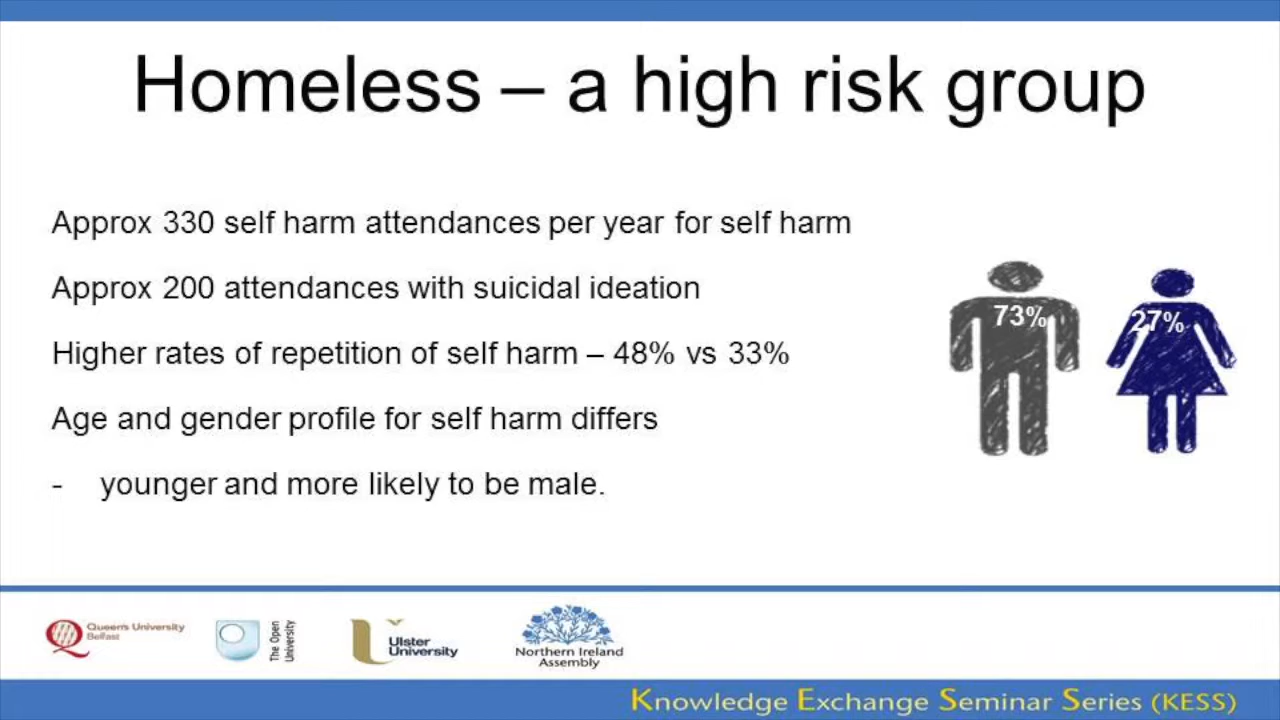 Homeless – a high risk group
Approx 330 self harm attendances per year for self harm
Approx 200 attendances with suicidal ideation
Higher rates of repetition of self harm – 48% vs 33%
Age and gender profile for self harm differs
- younger and more likely to be male.
73%
27%
Queen's University
Belfast
The Open
University
Ulster
University
Northern Ireland
Assembly
Knowledge Exchange Seminar Series (KESS)